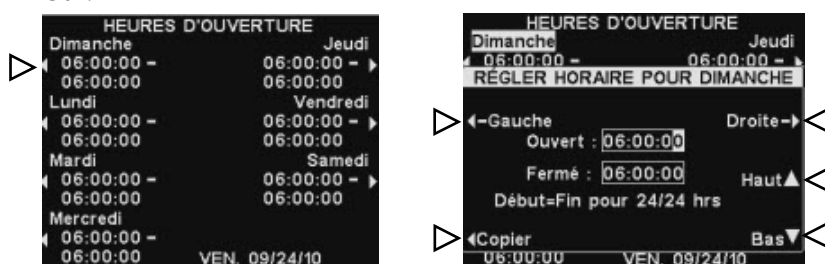 HEURES D'OUVERTURE
Dimanche Jeudi
06:00:00 - 06:00:00 -
06:00:00 06:00:00
Lundi Vendredi
06:00:00 - 06:00:00 -
06:00:00 06:00:00
Mardi Samedi
06:00:00 - 06:00:00 -
06:00:00 06:00:00
Mercredi
06:00:00 -
06:00:00 VEN. 09/24/10
HEURES D'OUVERTURE
Dimanche Jeudi
06:00:00 - 06:00:00 -
RÉGLER HORAIRE POUR DIMANCHE
-Gauche Droite-
Ouvert : 06:00:00
Fermé : 06:00:00
Haut
Début=Fin pour 24/24 hrs
Copier Bas
06:00:00 VEN. 09/24/10